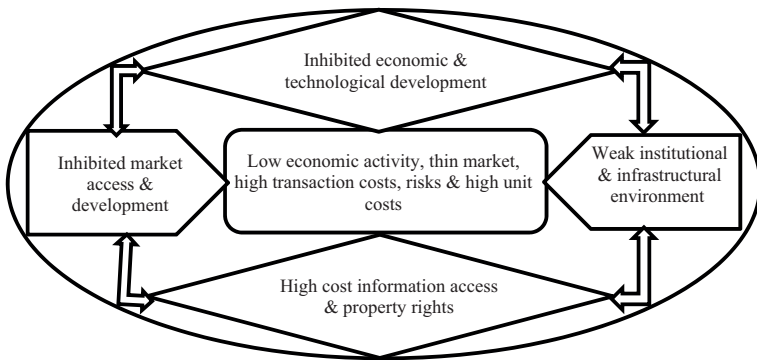 Inhibited economic &
technological development
Inhibited market
access &
development
Low economic activity, thin market,
high transaction costs, risks & high unit
costs
Weak institutional
& infrastructural
environment
High cost information access
& property rights